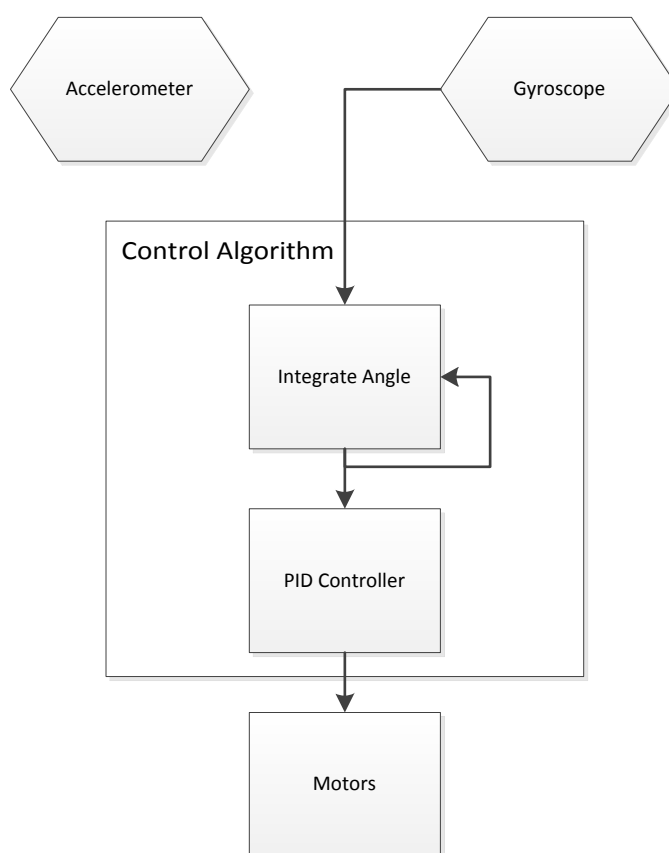 Accelerometer
Gyroscope
Control Algorithm
Integrate Angle
PID Controller
Motors